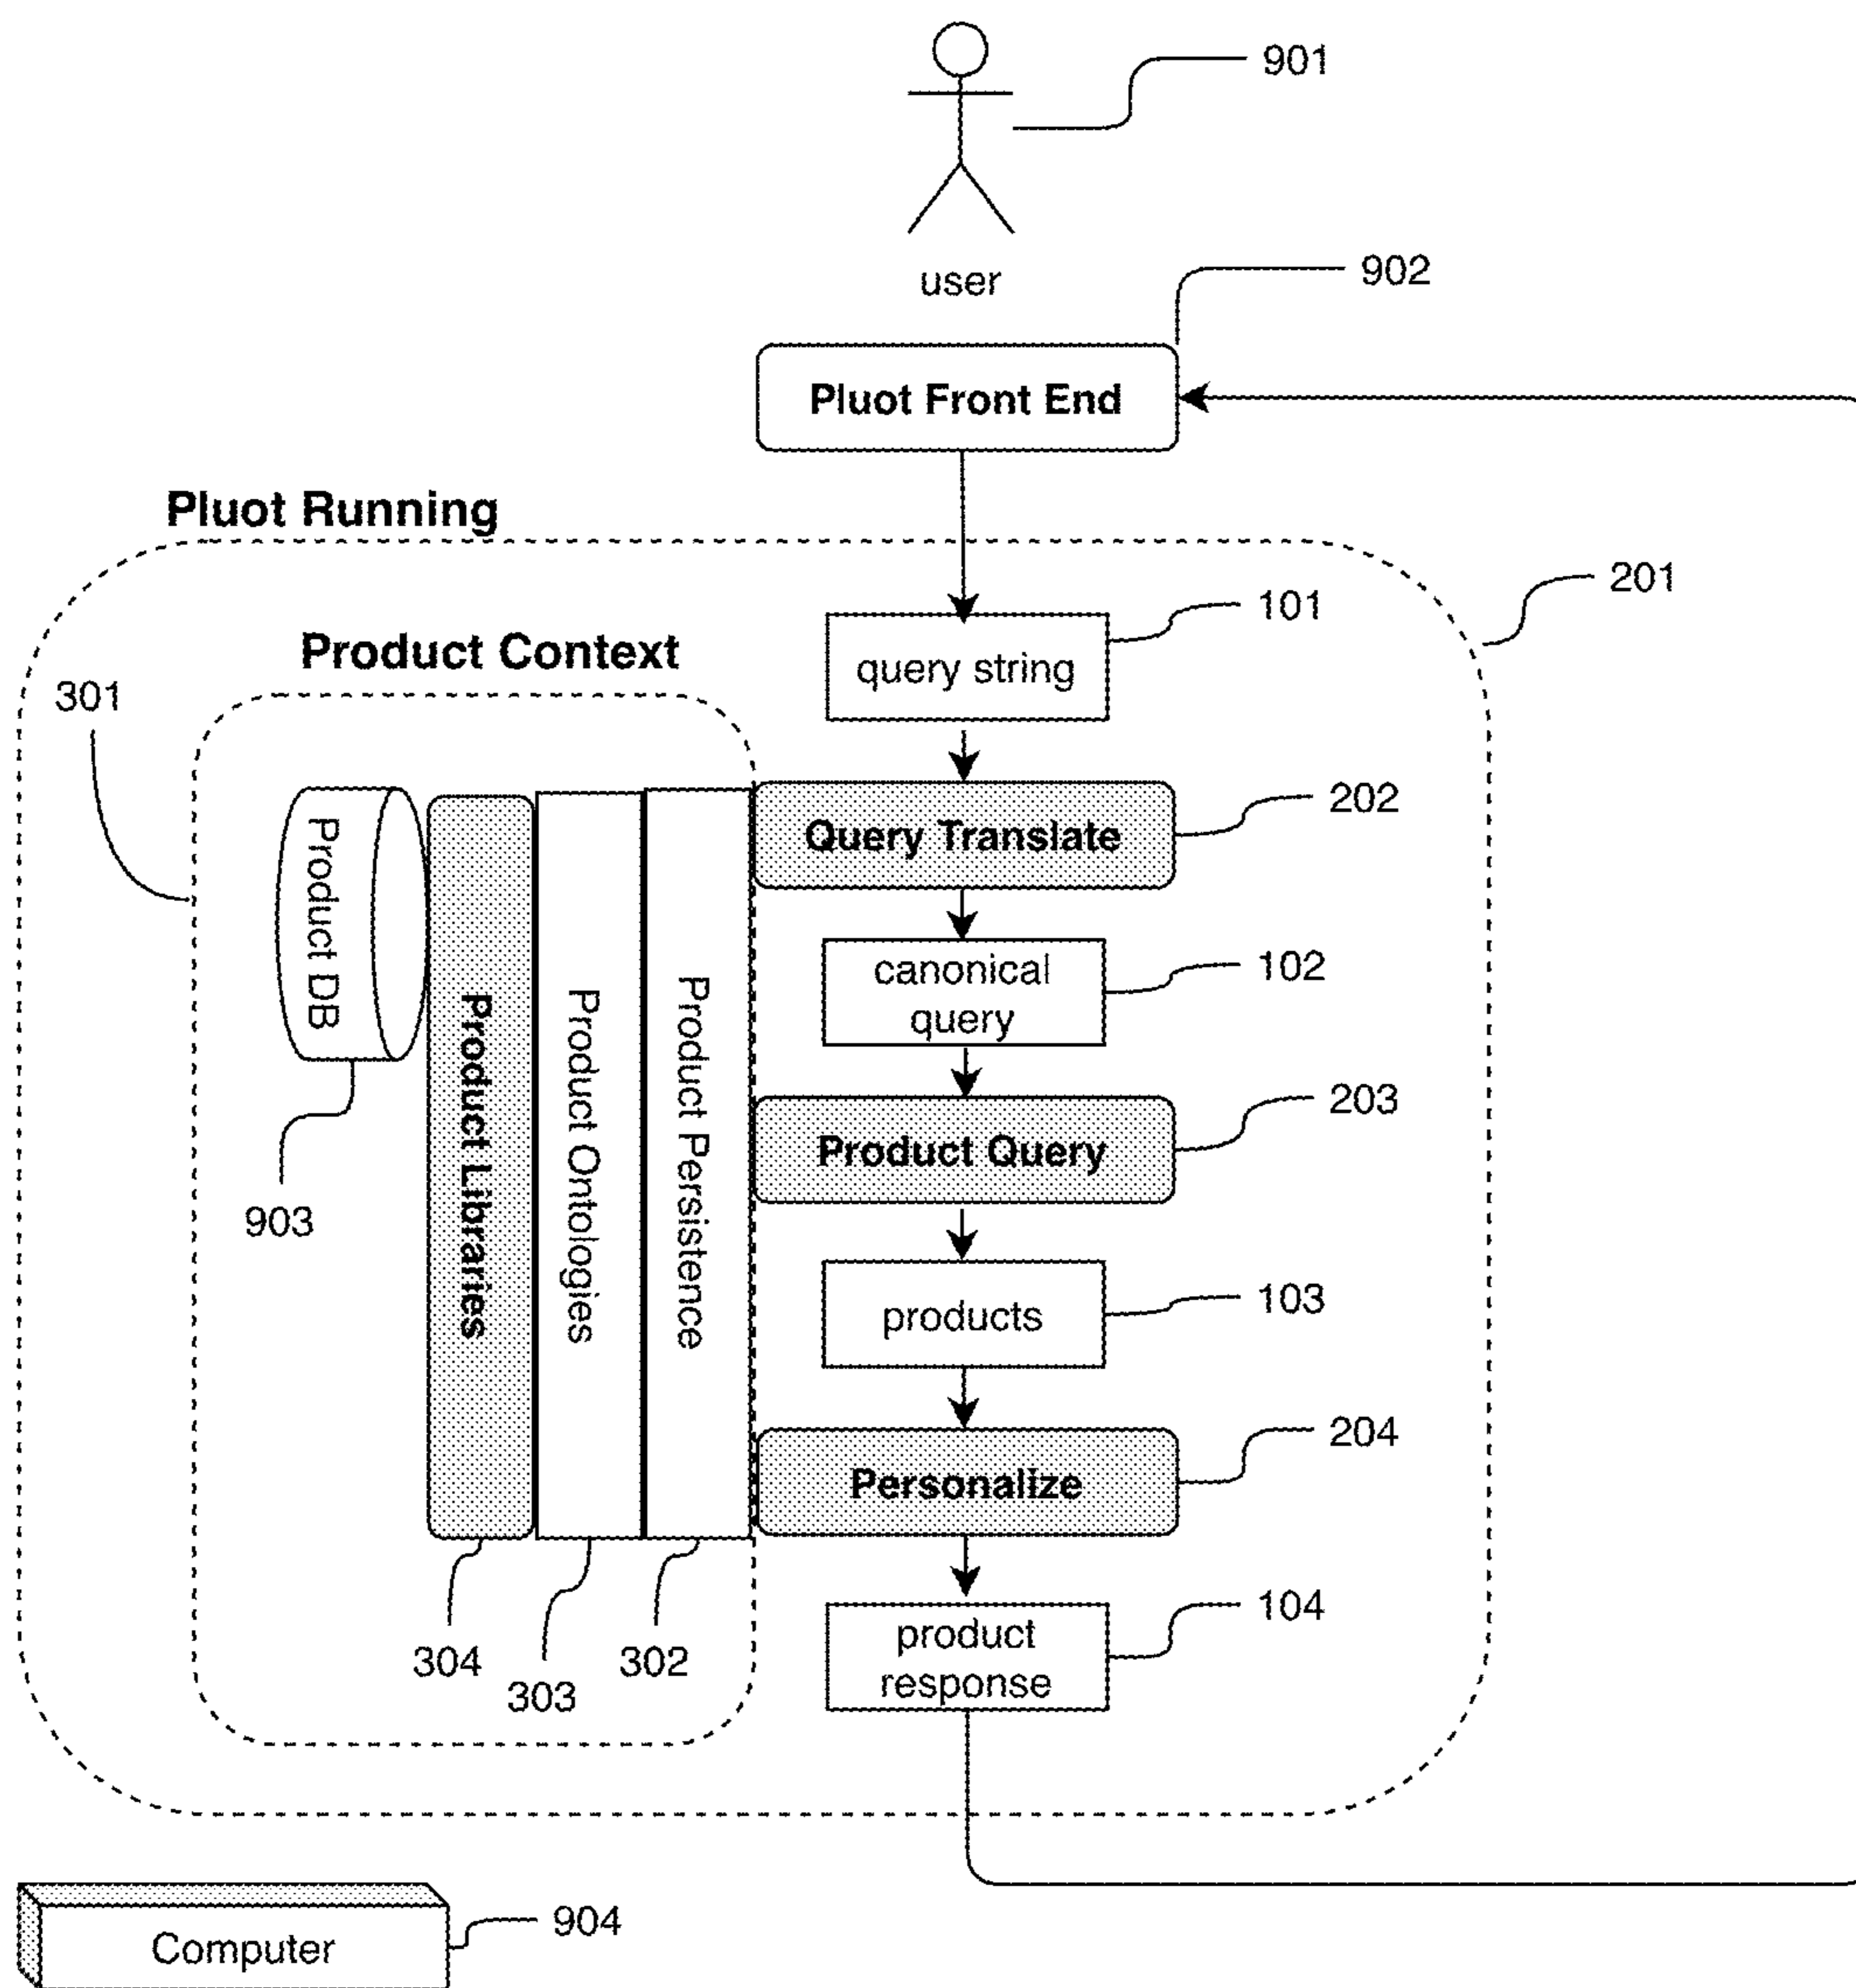 901
user
902
Pluot Front End
Pluot Running
201
101
Product Context
query string
301
202
Query Translate
Product DB
102
canonical
query
Product Libraries
Product Ontologies
Product Persistence
203
Product Query
903
103
products
204
Personalize
104
product
response
304
302
303
904
Computer